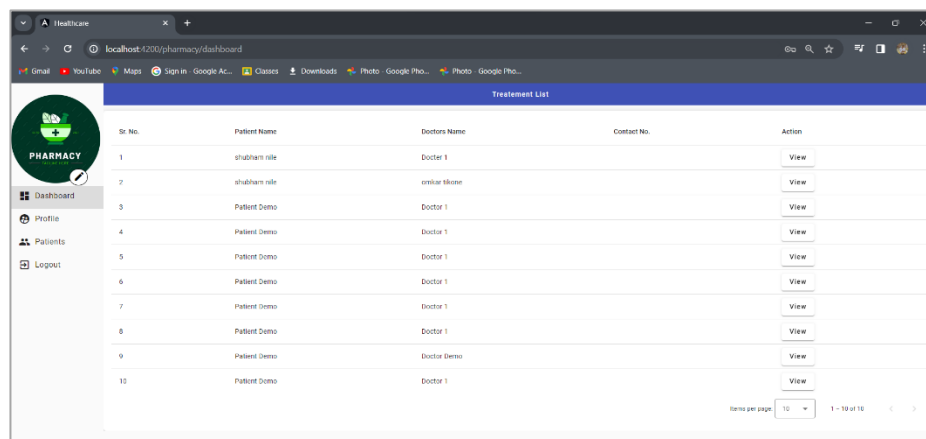 Healthcare
localhost:4200/pharmacy/dashboard
Gmail YouTube Maps Sign in - Google Ac... Classes Downloads Photo - Google Pho... Photo - Google Pho...
Treatement List
PHARMACY
Sr. No. Patient Name Doctors Name Contact No. Action
1 shubham nile Docter 1 View
2 shubham nile omkar tikone View
3 Patient Demo Doctor 1 View
4 Patient Demo Doctor 1 View
5 Patient Demo Doctor 1 View
6 Patient Demo Doctor 1 View
7 Patient Demo Doctor 1 View
8 Patient Demo Doctor 1 View
9 Patient Demo Doctor Demo View
10 Patient Demo Doctor 1 View
Dashboard
Profile
Patients
Logout
Items per page: 10 1 – 10 of 10